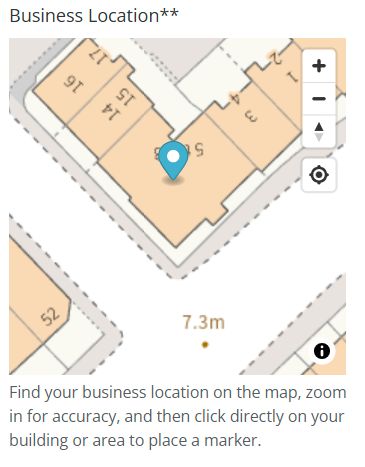 Business Location**
17
16
15
14
2
1
4
3
5
+
−
52
7.3m
Find your business location on the map, zoom
in for accuracy, and then click directly on your
building or area to place a marker.